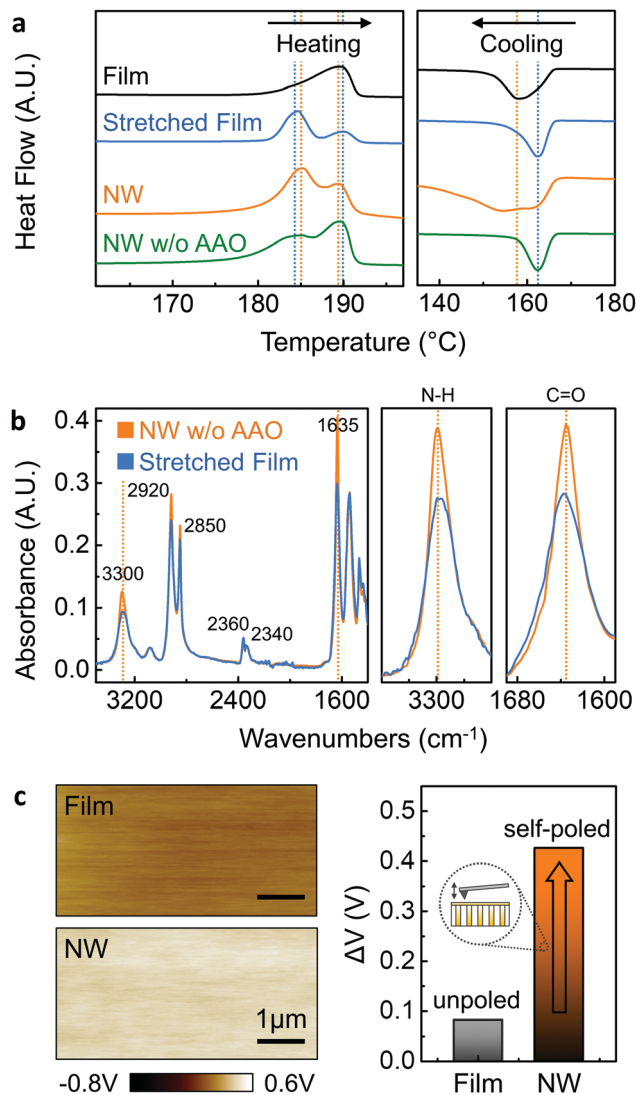 a
Heating
Cooling
Film
Stretched Film
NW
NW w/o AAO
Heat Flow (A.U.)
170 180 190
140 160 180
Temperature (°C)
b
N-H
C=O
NW w/o AAO
Stretched Film
1635
2920
2850
3300
2360
2340
Absorbance (A.U.)
0.4
0.3
0.2
0.1
0.0
3200 2400 1600
3300
1680 1600
Wavenumbers (cm⁻¹)
c
Film
NW
1µm
-0.8V 0.6V
ΔV (V)
0.5
0.4
0.3
0.2
0.1
0.0
self-poled
unpoled
Film NW